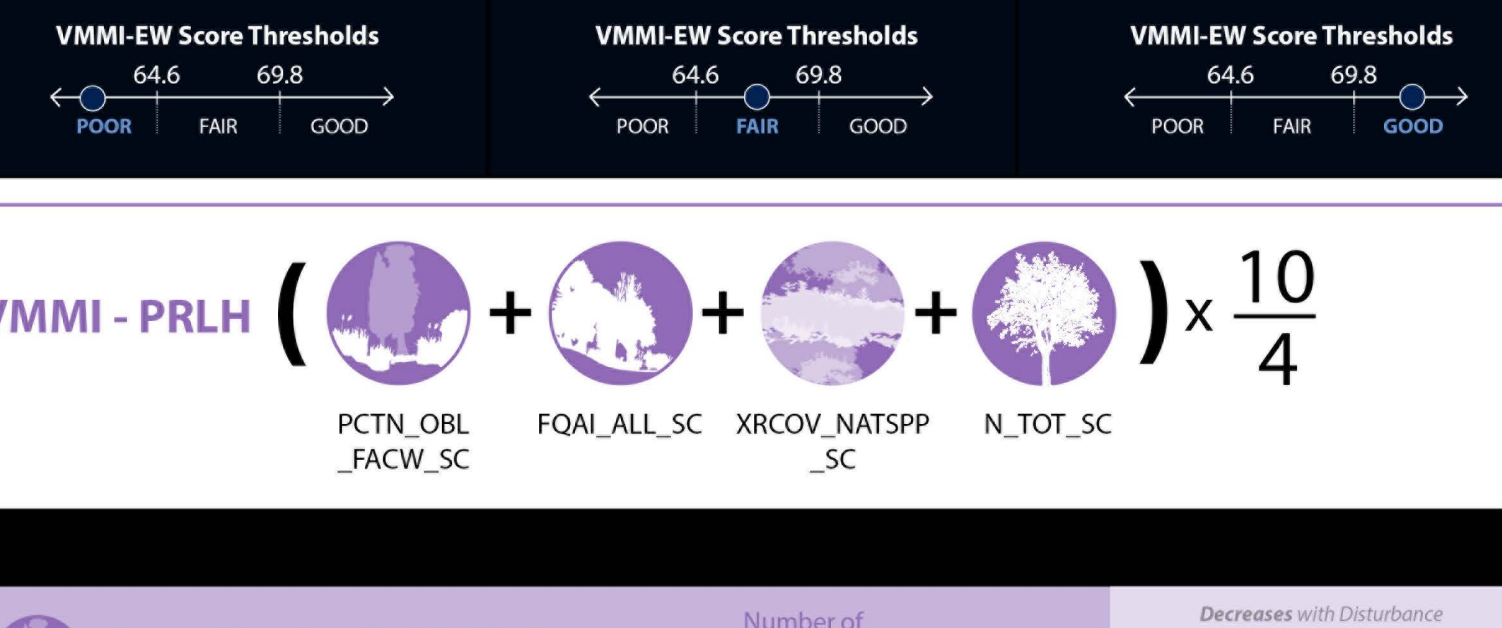 VMMI-EW Score Thresholds
64.6 69.8
POOR FAIR GOOD
VMMI-EW Score Thresholds
64.6 69.8
POOR FAIR GOOD
VMMI-EW Score Thresholds
64.6 69.8
POOR FAIR GOOD
VMMI - PRLH ( + + + ) x 10
4
PCTN_OBL
_FACW_SC
FQAI_ALL_SC
XRCOV_NATSPP
_SC
N_TOT_SC
Number of
Decreases with Disturbance